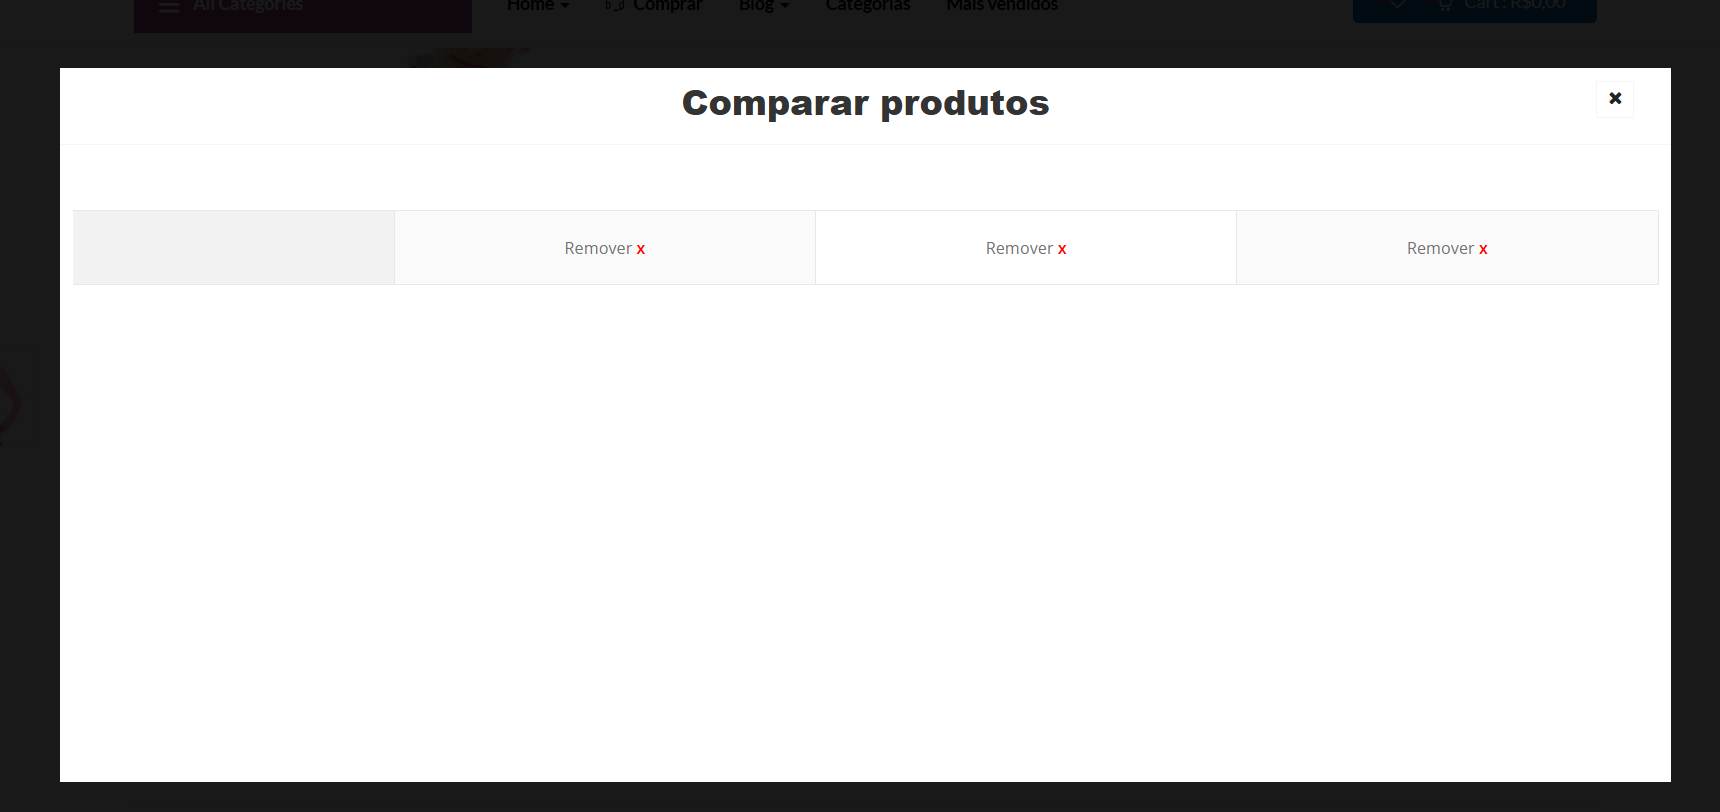 All Categories Home Comprar Blog Categorias Mais vendidos Cart : R$0,00
Comparar produtos
Remover x Remover x Remover x